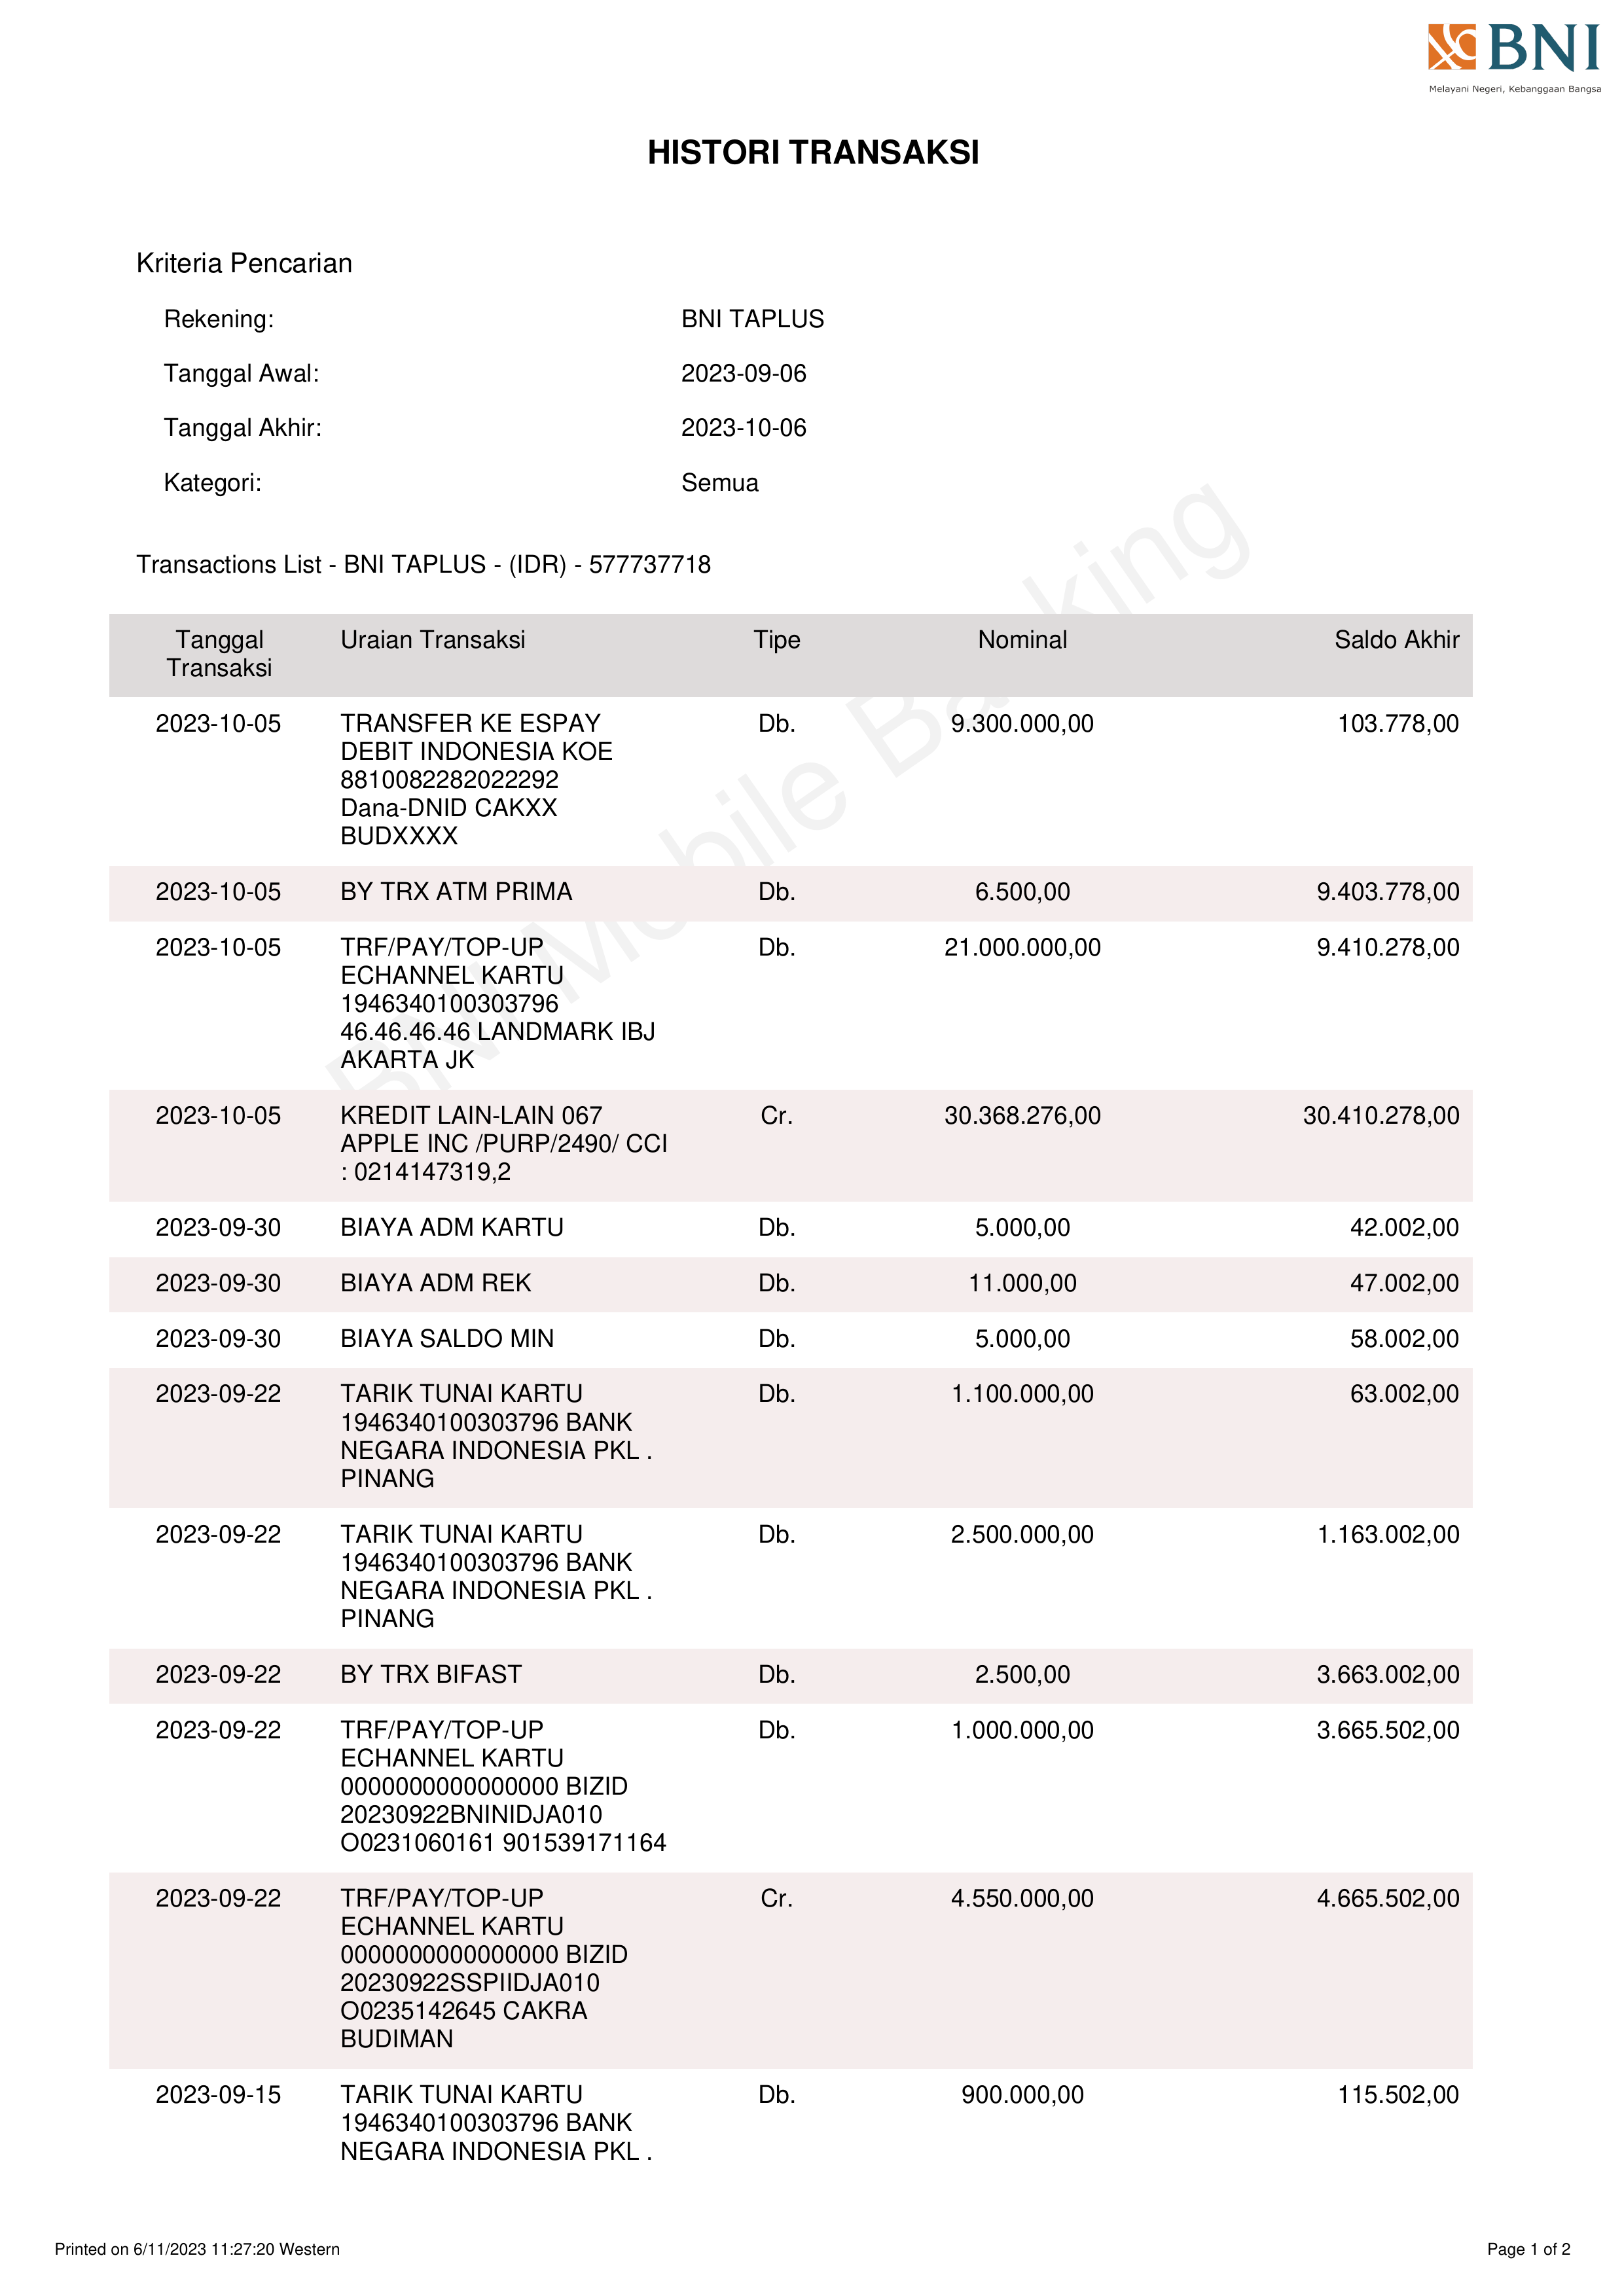 BNI
Melayani Negeri, Kebanggaan Bangsa
HISTORI TRANSAKSI
Kriteria Pencarian
Rekening: BNI TAPLUS
Tanggal Awal: 2023-09-06
Tanggal Akhir: 2023-10-06
Kategori: Semua
Transactions List - BNI TAPLUS - (IDR) - 577737718
BNI Mobile Banking
Tanggal Uraian Transaksi Tipe Nominal Saldo Akhir
Transaksi
2023-10-05 TRANSFER KE ESPAY Db. 9.300.000,00 103.778,00
DEBIT INDONESIA KOE
8810082282022292
Dana-DNID CAKXX
BUDXXXX
2023-10-05 BY TRX ATM PRIMA Db. 6.500,00 9.403.778,00
2023-10-05 TRF/PAY/TOP-UP Db. 21.000.000,00 9.410.278,00
ECHANNEL KARTU
1946340100303796
46.46.46.46 LANDMARK IBJ
AKARTA JK
2023-10-05 KREDIT LAIN-LAIN 067 Cr. 30.368.276,00 30.410.278,00
APPLE INC /PURP/2490/ CCI
: 0214147319,2
2023-09-30 BIAYA ADM KARTU Db. 5.000,00 42.002,00
2023-09-30 BIAYA ADM REK Db. 11.000,00 47.002,00
2023-09-30 BIAYA SALDO MIN Db. 5.000,00 58.002,00
2023-09-22 TARIK TUNAI KARTU Db. 1.100.000,00 63.002,00
1946340100303796 BANK
NEGARA INDONESIA PKL .
PINANG
2023-09-22 TARIK TUNAI KARTU Db. 2.500.000,00 1.163.002,00
1946340100303796 BANK
NEGARA INDONESIA PKL .
PINANG
2023-09-22 BY TRX BIFAST Db. 2.500,00 3.663.002,00
2023-09-22 TRF/PAY/TOP-UP Db. 1.000.000,00 3.665.502,00
ECHANNEL KARTU
0000000000000000 BIZID
20230922BNINIDJA010
O0231060161 901539171164
2023-09-22 TRF/PAY/TOP-UP Cr. 4.550.000,00 4.665.502,00
ECHANNEL KARTU
0000000000000000 BIZID
20230922SSPIIDJA010
O0235142645 CAKRA
BUDIMAN
2023-09-15 TARIK TUNAI KARTU Db. 900.000,00 115.502,00
1946340100303796 BANK
NEGARA INDONESIA PKL .
Printed on 6/11/2023 11:27:20 Western Page 1 of 2